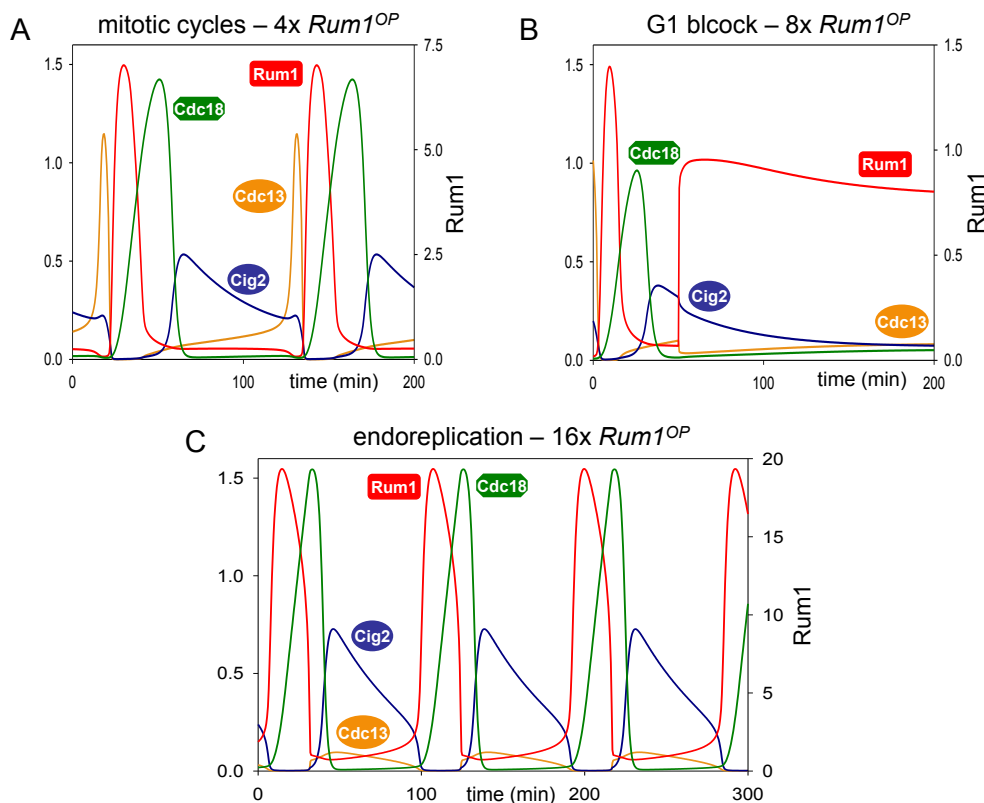 A
mitotic cycles – 4x Rum1OP
1.5
1.0
0.5
0.0
7.5
5.0
2.5
0.0
Rum1
Rum1
Cdc18
Cdc13
Cig2
0
100
200
time (min)
B
G1 blcock – 8x Rum1OP
1.5
1.0
0.5
0.0
1.5
1.0
0.5
0.0
Rum1
Cdc18
Rum1
Cig2
Cdc13
0
100
200
time (min)
C
endoreplication – 16x Rum1OP
1.5
1.0
0.5
0.0
20
15
10
5
0
Rum1
Rum1
Cdc18
Cig2
Cdc13
0
100
200
300
time (min)